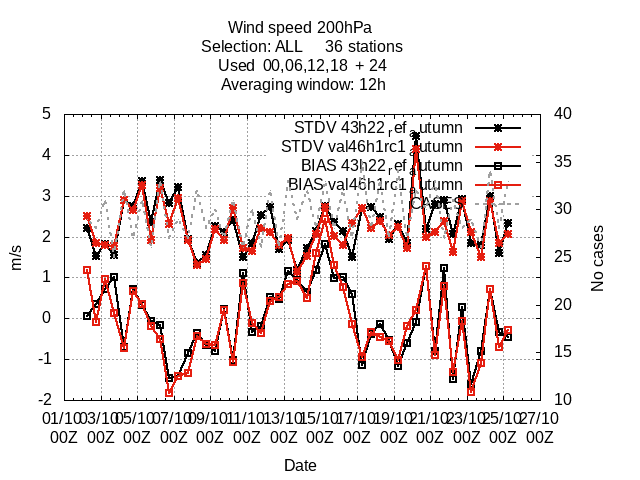 Wind speed 200hPa
Selection: ALL 36 stations
Used 00,06,12,18 + 24
Averaging window: 12h
5
4
3
2
1
0
-1
-2
40
35
30
25
20
15
10
STDV 43h22_ref_autumn
STDV val46h1rc1_autumn
BIAS 43h22_ref_autumn
BIAS val46h1rc1_autumn
CASES
m/s
No cases
01/10 03/10 05/10 07/10 09/10 11/10 13/10 15/10 17/10 19/10 21/10 23/10 25/10 27/10
00Z 00Z 00Z 00Z 00Z 00Z 00Z 00Z 00Z 00Z 00Z 00Z 00Z 00Z
Date